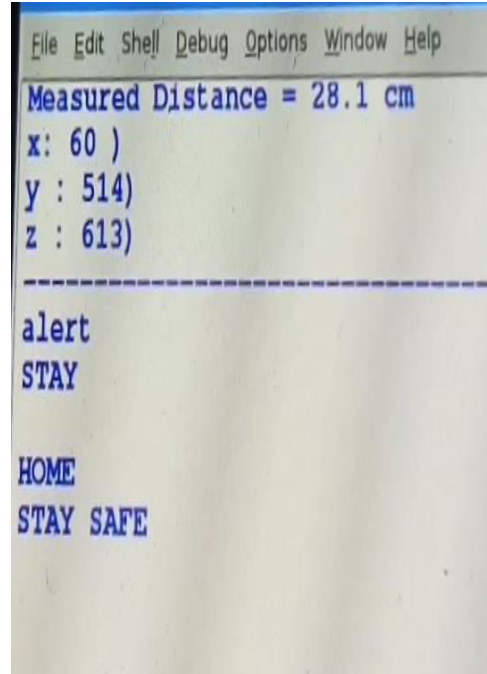 File Edit Shell Debug Options Window Help
Measured Distance = 28.1 cm
x: 60 )
y : 514)
z : 613)
----------------------------------
alert
STAY
HOME
STAY SAFE